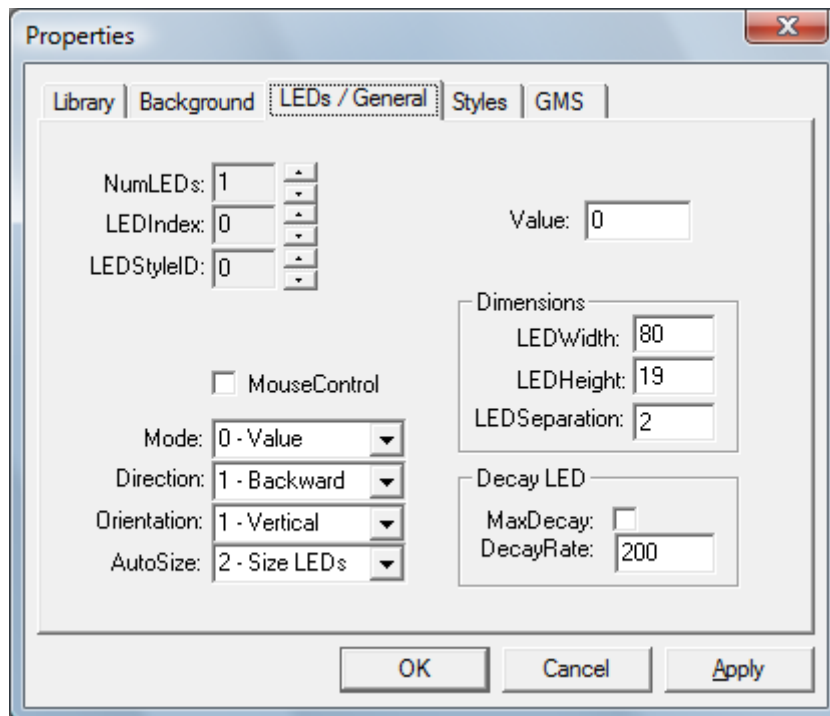 Properties
Library Background LEDs / General Styles GMS
NumLEDs: 1
LEDIndex: 0
LEDStyleID: 0
Value: 0
Dimensions
LEDWidth: 80
LEDHeight: 19
LEDSeparation: 2
MouseControl
Mode: 0 - Value
Direction: 1 - Backward
Orientation: 1 - Vertical
AutoSize: 2 - Size LEDs
Decay LED
MaxDecay:
DecayRate: 200
OK Cancel Apply